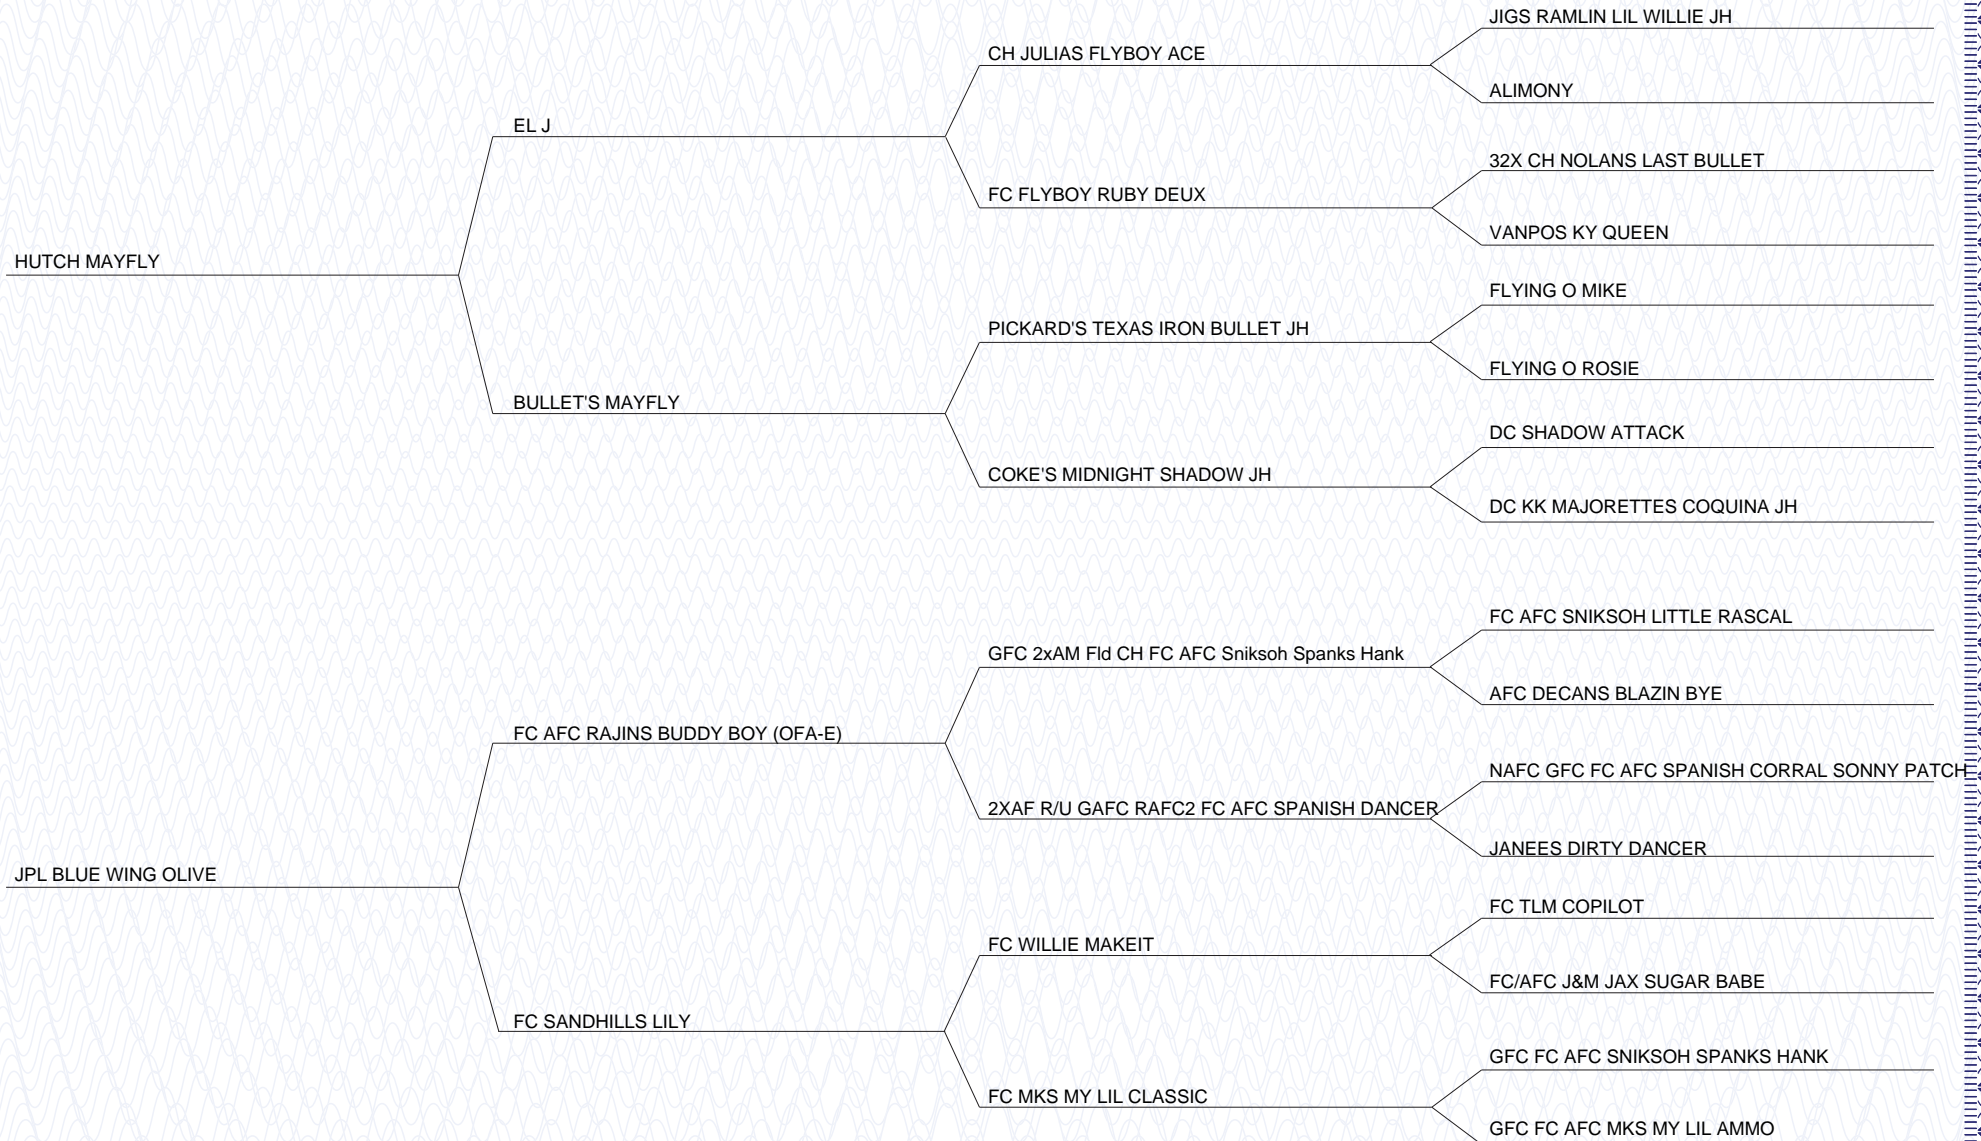 JIGS RAMLIN LIL WILLIE JH
CH JULIAS FLYBOY ACE
ALIMONY
EL J
32X CH NOLANS LAST BULLET
FC FLYBOY RUBY DEUX
VANPOS KY QUEEN
HUTCH MAYFLY
FLYING O MIKE
PICKARD'S TEXAS IRON BULLET JH
FLYING O ROSIE
BULLET'S MAYFLY
DC SHADOW ATTACK
COKE'S MIDNIGHT SHADOW JH
DC KK MAJORETTES COQUINA JH
FC AFC SNIKSOH LITTLE RASCAL
GFC 2xAM Fld CH FC AFC Sniksoh Spanks Hank
AFC DECANS BLAZIN BYE
FC AFC RAJINS BUDDY BOY (OFA-E)
NAFC GFC FC AFC SPANISH CORRAL SONNY PATCH
2XAF R/U GAFC RAFC2 FC AFC SPANISH DANCER
JANEES DIRTY DANCER
JPL BLUE WING OLIVE
FC TLM COPILOT
FC WILLIE MAKEIT
FC/AFC J&M JAX SUGAR BABE
FC SANDHILLS LILY
GFC FC AFC SNIKSOH SPANKS HANK
FC MKS MY LIL CLASSIC
GFC FC AFC MKS MY LIL AMMO